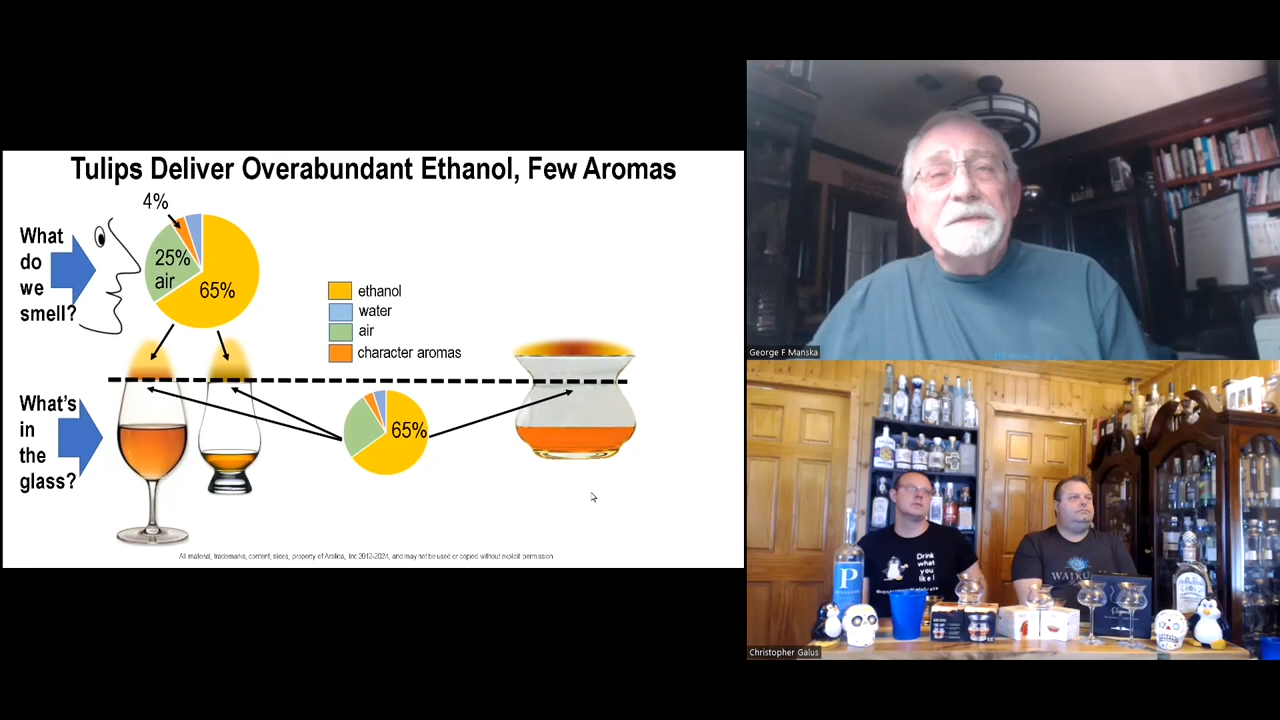 Tulips Deliver Overabundant Ethanol, Few Aromas
4%
What
do
we
smell?
25%
air
65%
ethanol
water
air
character aromas
What's
in
the
glass?
65%
All material, trademarks, content, slides, property of Arsilica, Inc 2012-2024, and may not be used or copied without explicit permission
George F Manska
Drink
what
you
like!
P
Christopher Galus